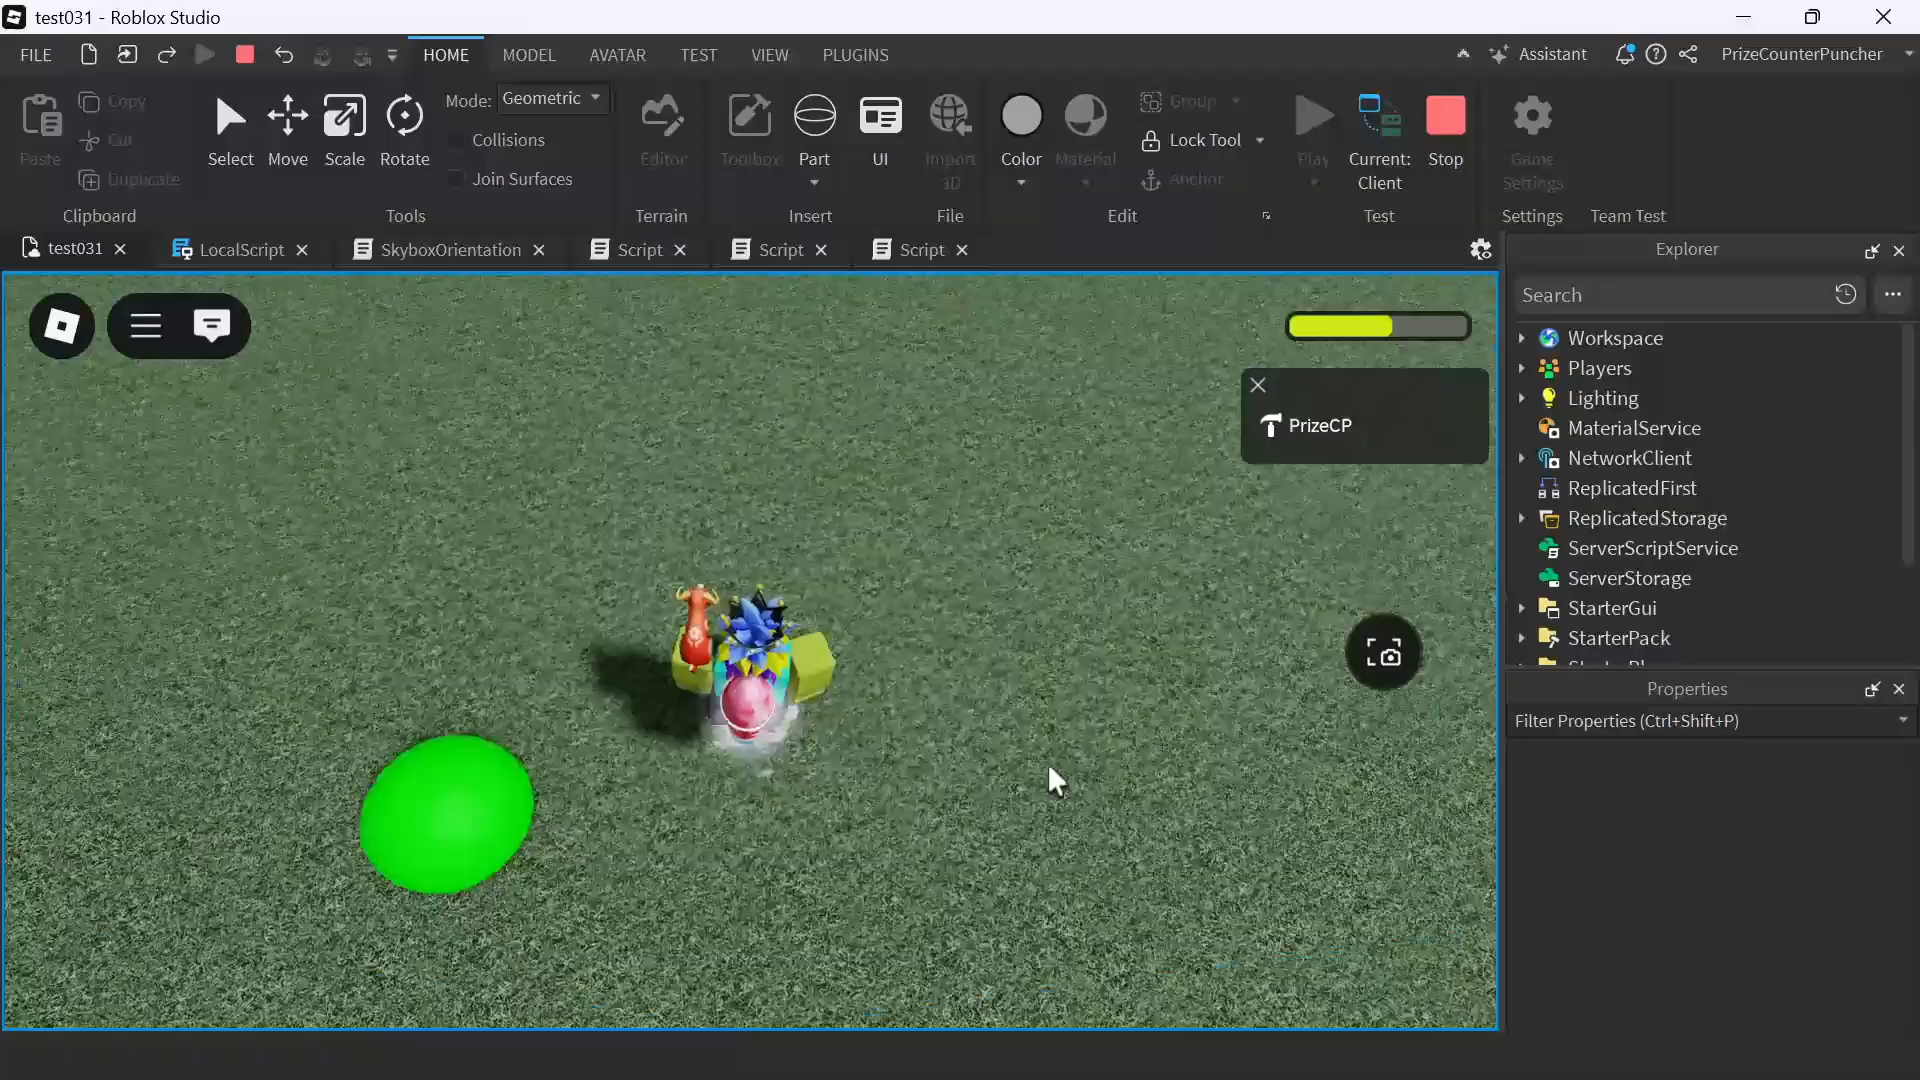 test031 - Roblox Studio
FILE
HOME
MODEL
AVATAR
TEST
VIEW
PLUGINS
Assistant
PrizeCounterPuncher
Paste
Copy
Cut
Duplicate
Clipboard
Select
Move
Scale
Rotate
Mode: Geometric
Collisions
Join Surfaces
Tools
Editor
Terrain
Toolbox
Part
UI
Insert
Import
3D
File
Color
Material
Group
Lock Tool
Anchor
Edit
Play
Current:
Client
Stop
Test
Game
Settings
Settings
Team Test
test031
LocalScript
SkyboxOrientation
Script
Script
Script
PrizeCP
Explorer
Search
Workspace
Players
Lighting
MaterialService
NetworkClient
ReplicatedFirst
ReplicatedStorage
ServerScriptService
ServerStorage
StarterGui
StarterPack
Properties
Filter Properties (Ctrl+Shift+P)